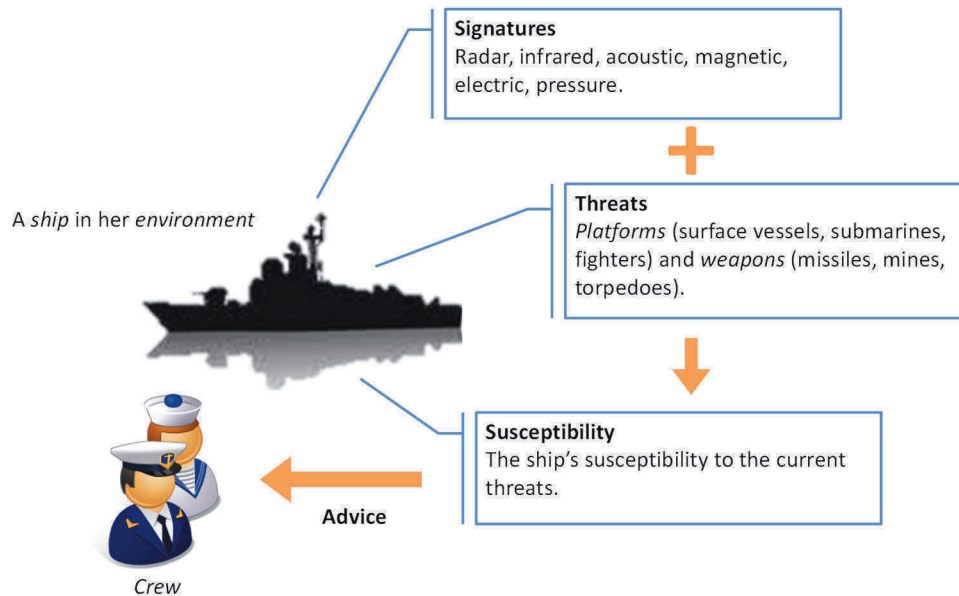 Signatures
Radar, infrared, acoustic, magnetic,
electric, pressure.
A ship in her environment
Threats
Platforms (surface vessels, submarines,
fighters) and weapons (missiles, mines,
torpedoes).
Susceptibility
The ship's susceptibility to the current
threats.
Advice
Crew